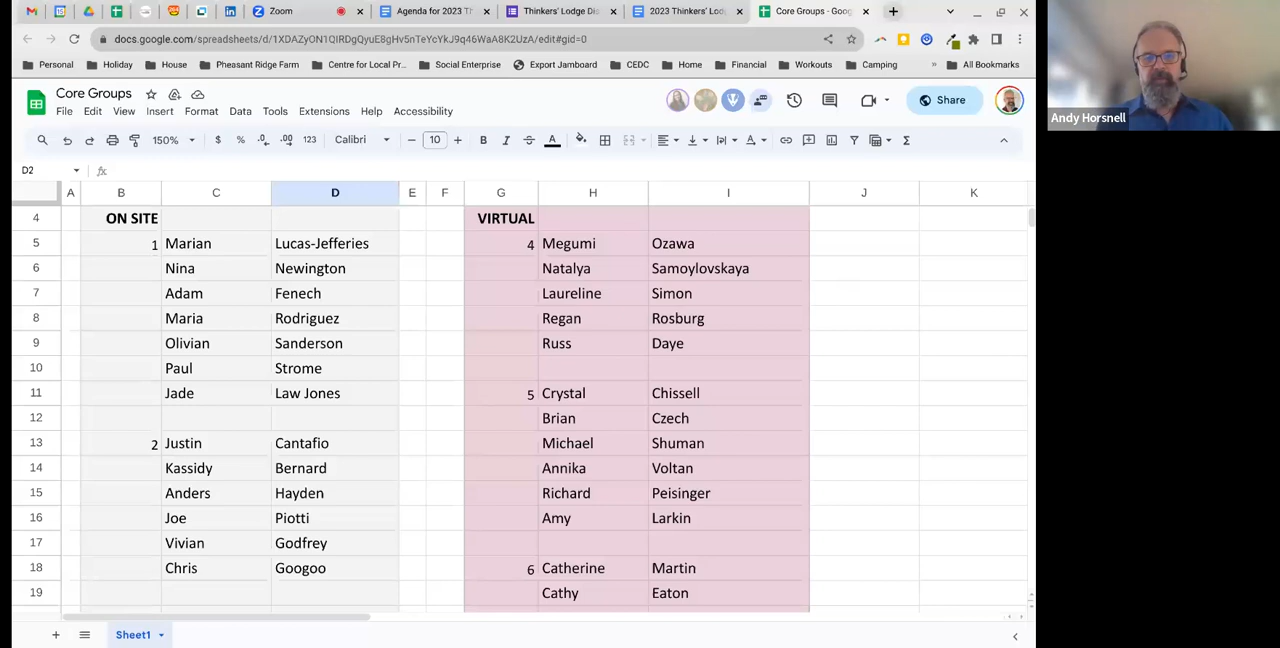 Zoom
Agenda for 2023 Th
Thinkers' Lodge Dis
2023 Thinkers' Lodg
Core Groups - Goog
docs.google.com/spreadsheets/d/1XDAZyON1QIRDgQyuE8gHv5nTeYcYkJ9q46WaA8K2UzA/edit#gid=0
Personal Holiday House Pheasant Ridge Farm Centre for Local Pr... Social Enterprise Export Jamboard CEDC Home Financial Workouts Camping » All Bookmarks
Core Groups
File Edit View Insert Format Data Tools Extensions Help Accessibility
Share
150% $ % .0 .00 123 Calibri 10 B I A
D2 fx
A B C D E F G H I J K
4 ON SITE VIRTUAL
5 1 Marian Lucas-Jefferies 4 Megumi Ozawa
6 Nina Newington Natalya Samoylovskaya
7 Adam Fenech Laureline Simon
8 Maria Rodriguez Regan Rosburg
9 Olivian Sanderson Russ Daye
10 Paul Strome
11 Jade Law Jones 5 Crystal Chissell
12 Brian Czech
13 2 Justin Cantafio Michael Shuman
14 Kassidy Bernard Annika Voltan
15 Anders Hayden Richard Peisinger
16 Joe Piotti Amy Larkin
17 Vivian Godfrey
18 Chris Googoo 6 Catherine Martin
19 Cathy Eaton
Sheet1
Andy Horsnell